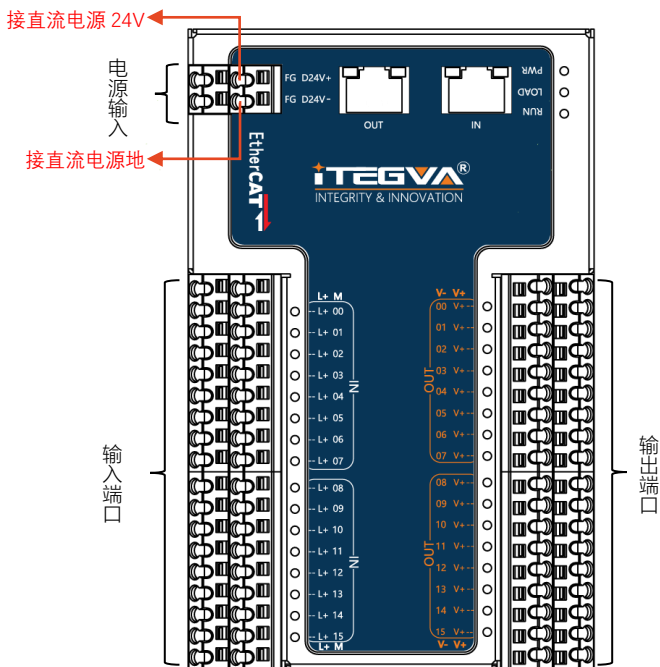 接直流电源 24V
电源输入
FG D24V+
FG D24V-
OUT
IN
PWR
LOAD
RUN
接直流电源地
EtherCAT
iTEGVA®
INTEGRITY & INNOVATION
L+ M
L+ 00
L+ 01
L+ 02
L+ 03
L+ 04
L+ 05
L+ 06
L+ 07
IN
L+ 08
L+ 09
L+ 10
L+ 11
L+ 12
L+ 13
L+ 14
L+ 15
L+ M
IN
V- V+
00 V+
01 V+
02 V+
03 V+
04 V+
05 V+
06 V+
07 V+
OUT
08 V+
09 V+
10 V+
11 V+
12 V+
13 V+
14 V+
15 V+
V- V+
OUT
输入端口
输出端口